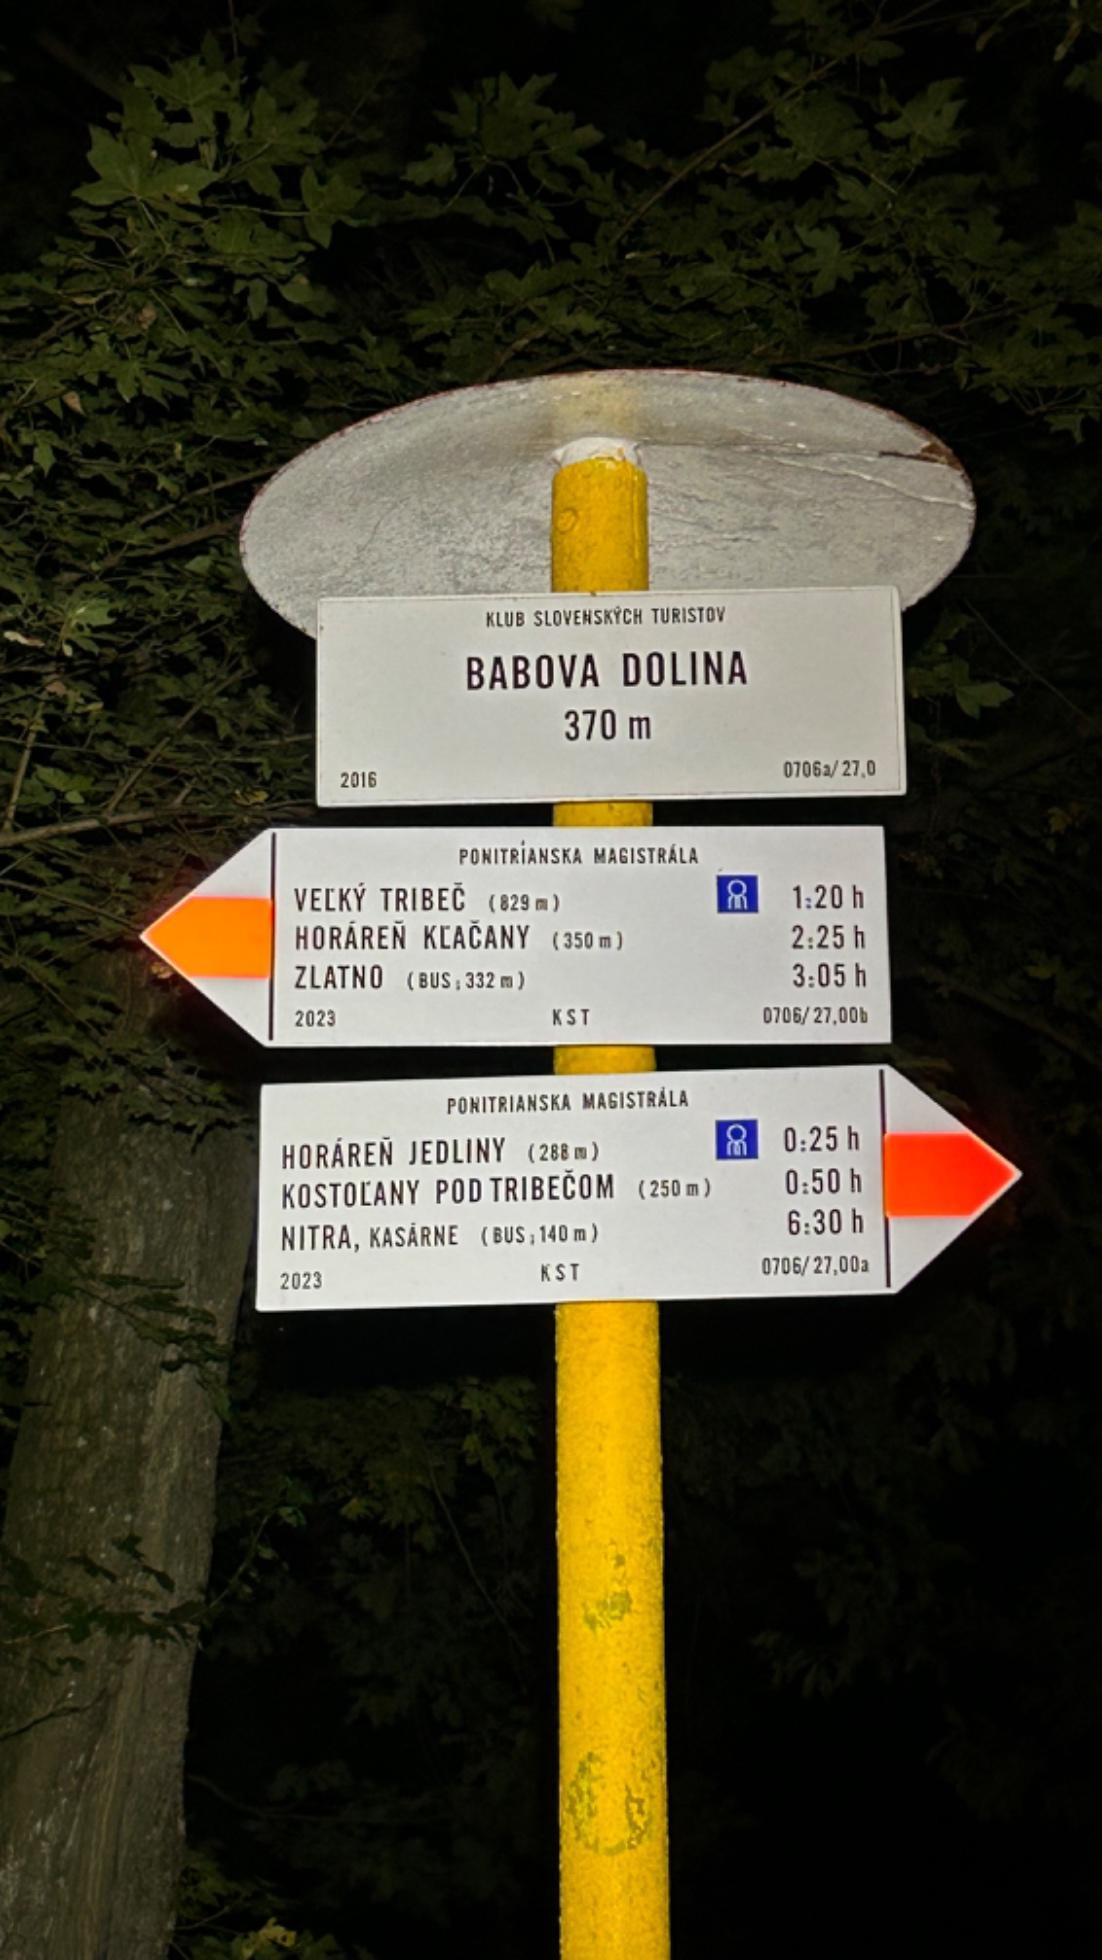 KLUB SLOVENSKÝCH TURISTOV
BABOVA DOLINA
370 m
2016 0706a/27,0
PONITRIANSKA MAGISTRÁLA
VEĽKÝ TRIBEČ (829 m) 1:20 h
HORÁREŇ KĽAČANY (350 m) 2:25 h
ZLATNO (BUS; 332 m) 3:05 h
2023 KST 0706/27,00b
PONITRIANSKA MAGISTRÁLA
HORÁREŇ JEDLINY (288 m) 0:25 h
KOSTOĽANY POD TRIBEČOM (250 m) 0:50 h
NITRA, KASÁRNE (BUS; 140 m) 6:30 h
2023 KST 0706/27,00a